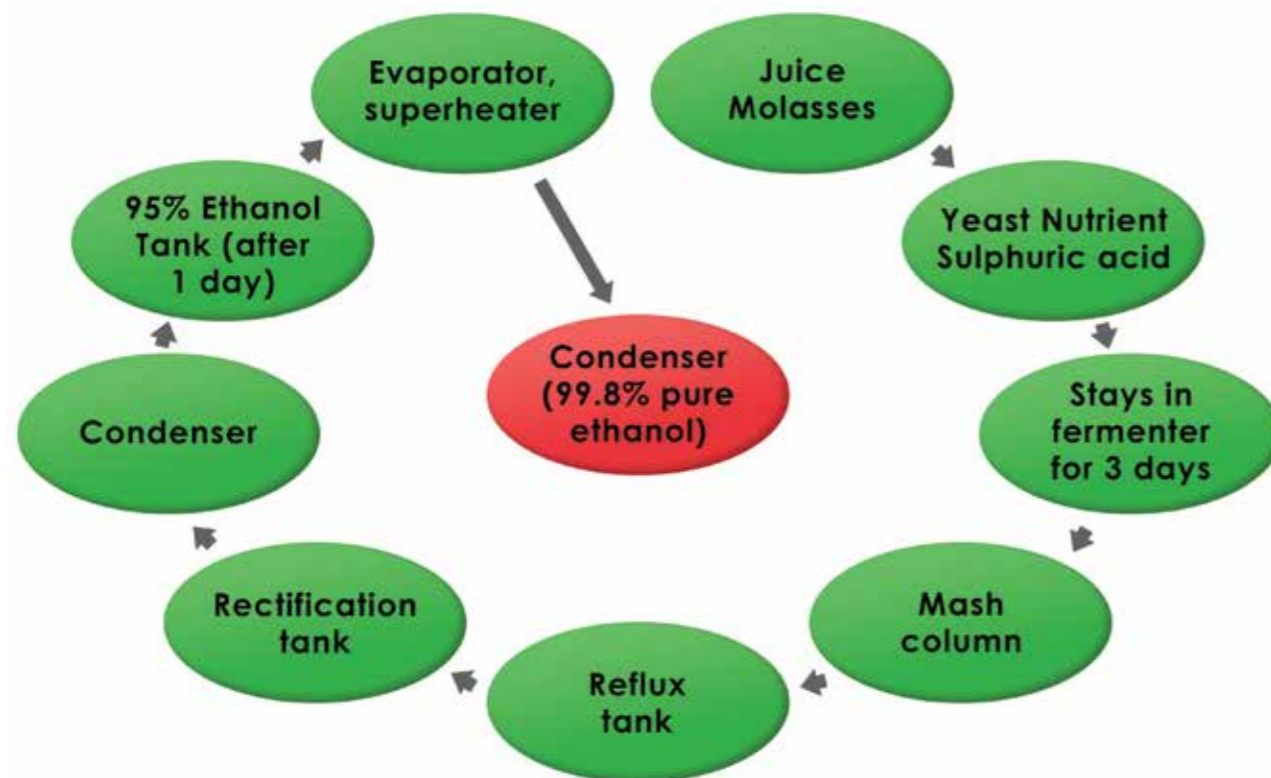 Juice
Molasses
Yeast Nutrient
Sulphuric acid
Stays in
fermenter
for 3 days
Mash
column
Reflux
tank
Rectification
tank
Condenser
95% Ethanol
Tank (after
1 day)
Evaporator,
superheater
Condenser
(99.8% pure
ethanol)